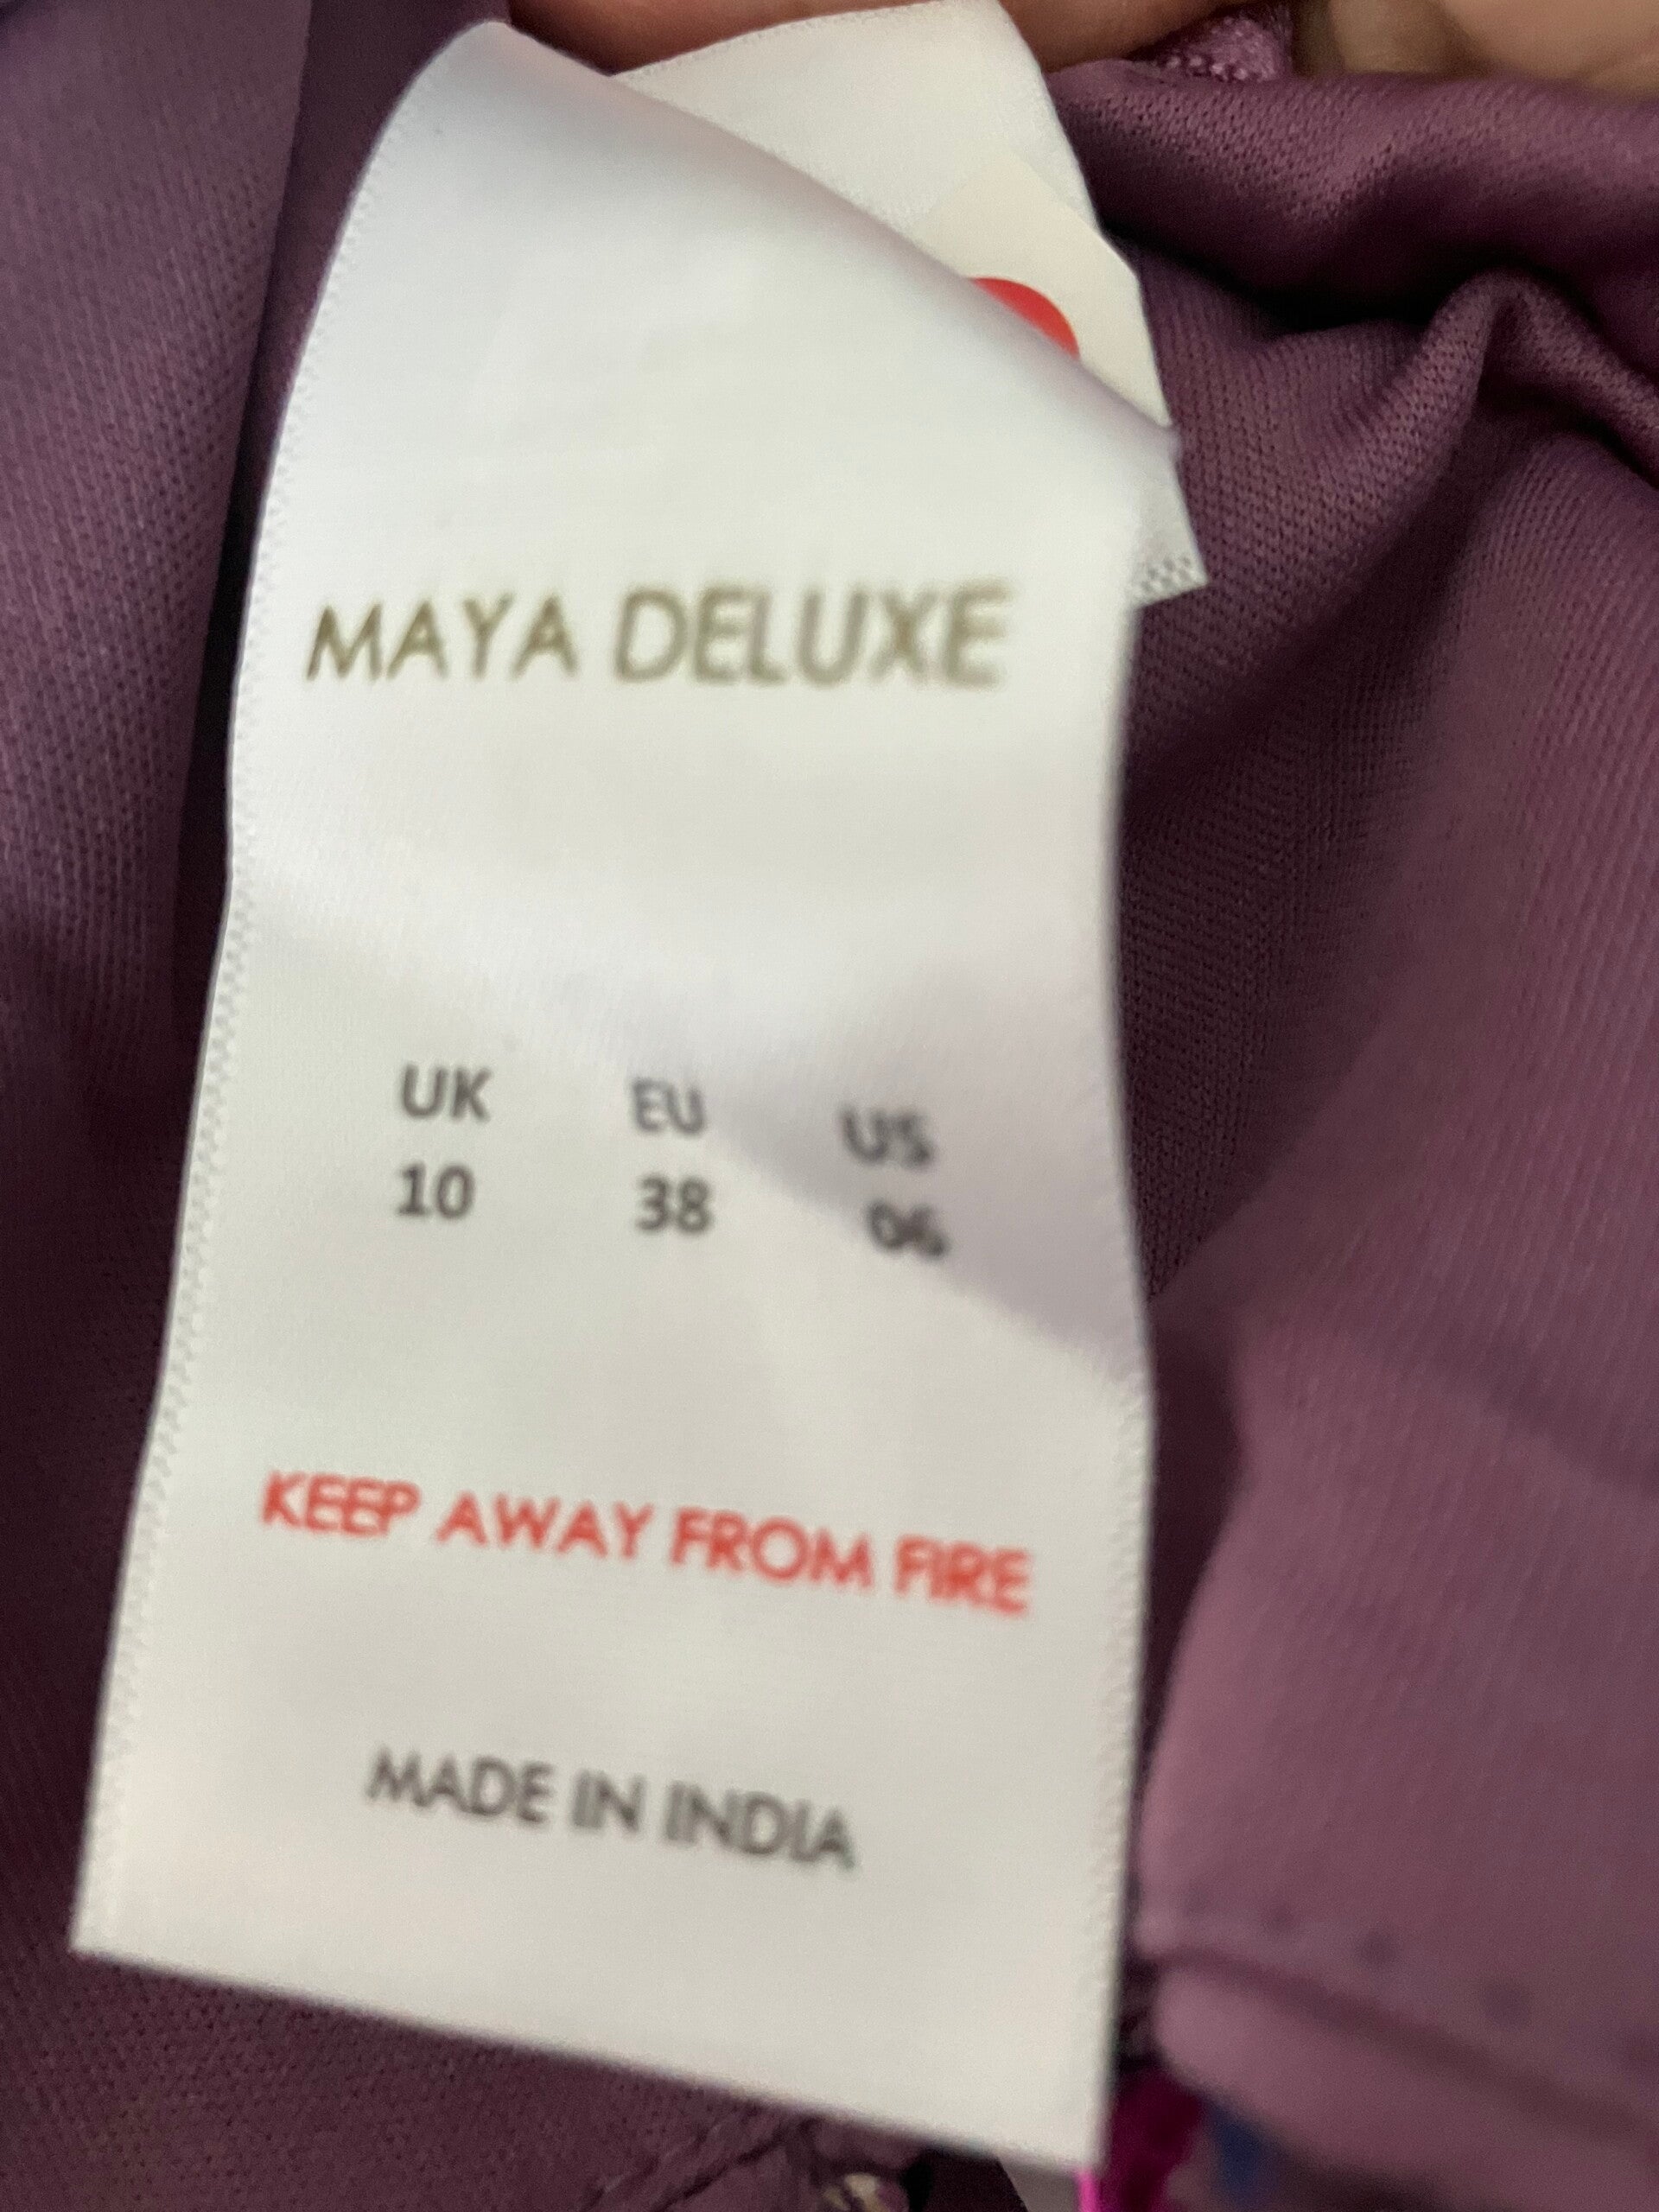 MAYA DELUXE
UK EU US
10 38 06
KEEP AWAY FROM FIRE
MADE IN INDIA